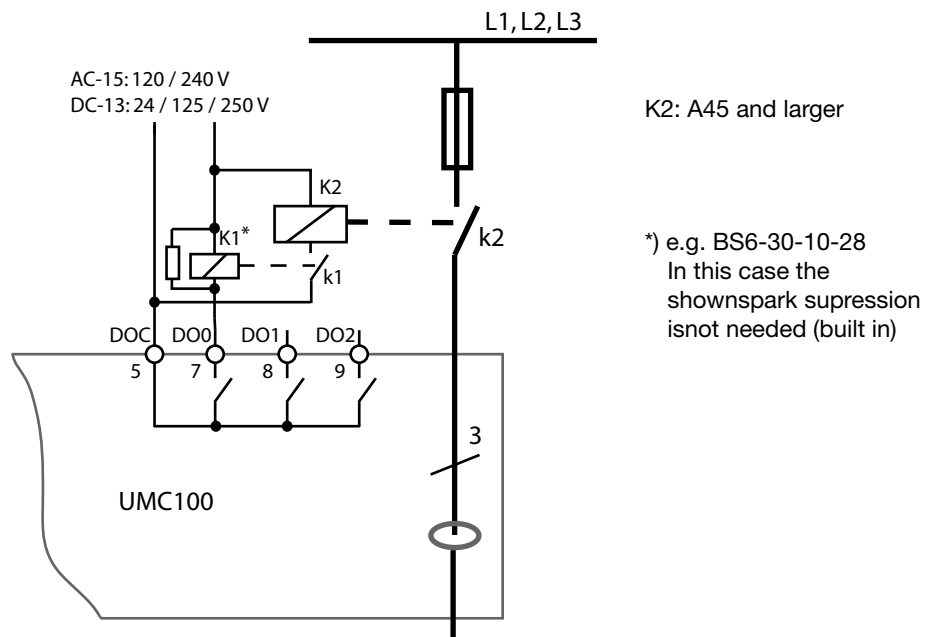 L1, L2, L3
AC-15: 120 / 240 V
DC-13: 24 / 125 / 250 V
K2: A45 and larger
K2
K1*
k2
k1
*) e.g. BS6-30-10-28
In this case the
shownspark supression
isnot needed (built in)
DOC DO0 DO1 DO2
5 7 8 9
3
UMC100